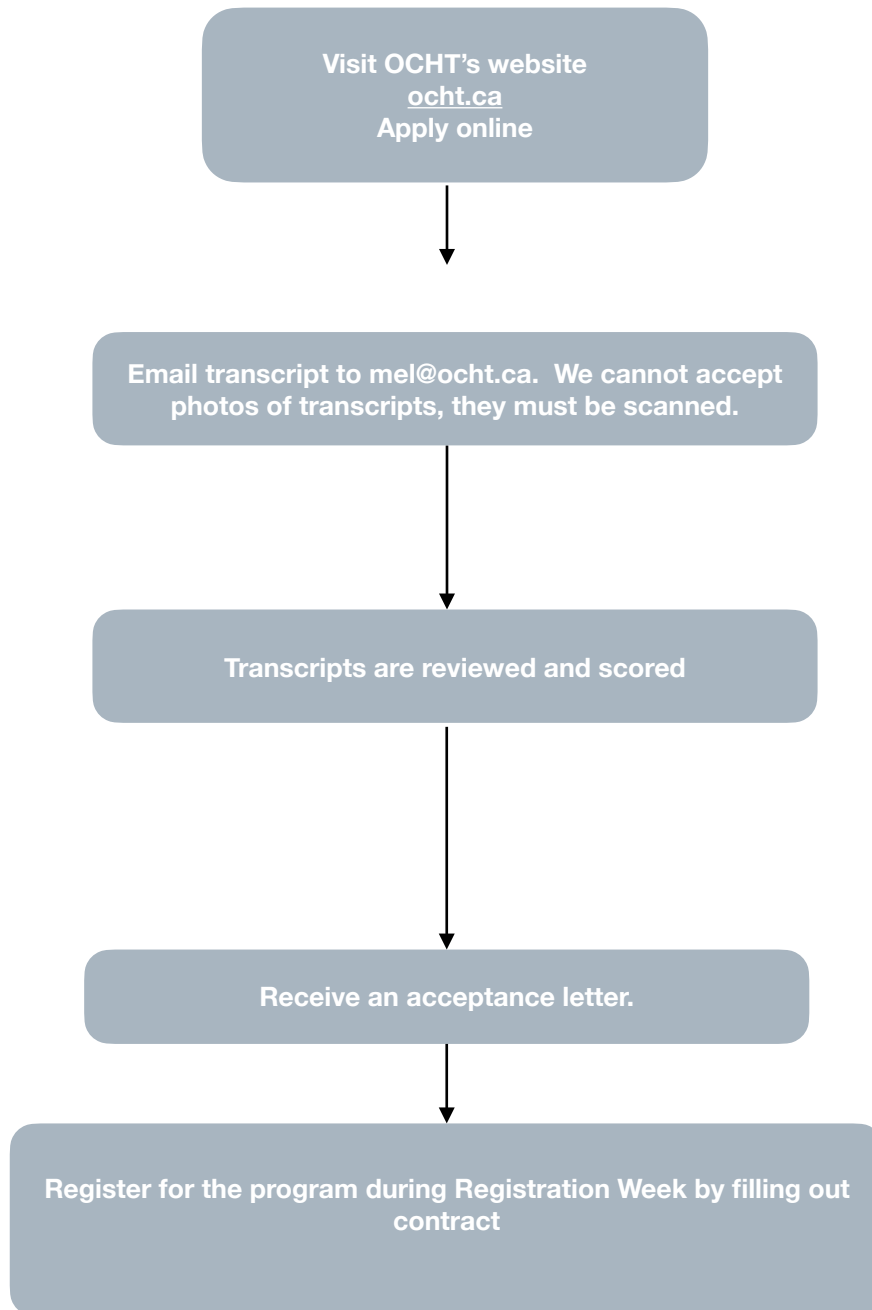 Visit OCHT’s website
ocht.ca
Apply online
Email transcript to mel@ocht.ca.  We cannot accept
photos of transcripts, they must be scanned.
Transcripts are reviewed and scored
Receive an acceptance letter.
Register for the program during Registration Week by filling out
contract